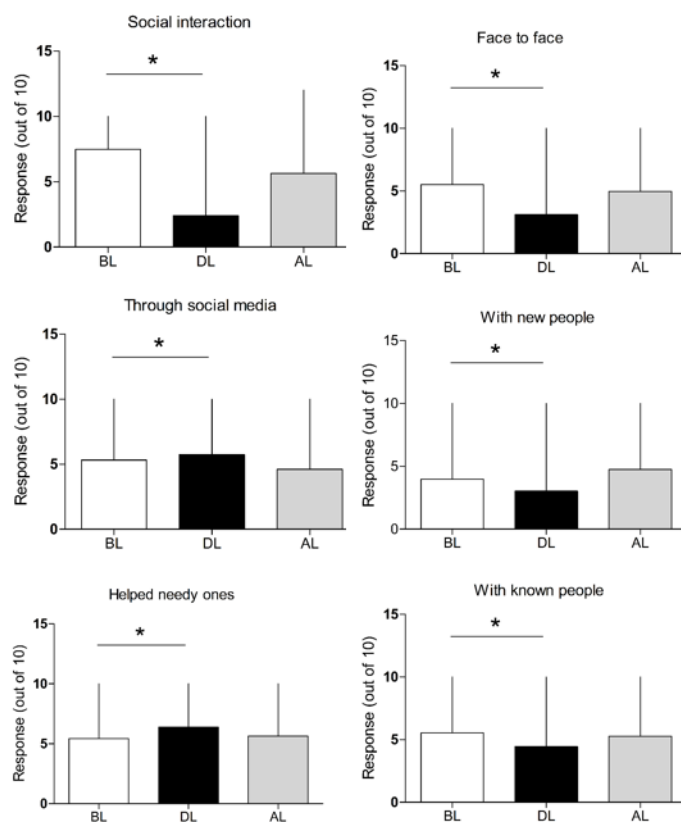 Social interaction
Response (out of 10)
15
10
5
0
*
BL DL AL
Face to face
Response (out of 10)
15
10
5
0
*
BL DL AL
Through social media
Response (out of 10)
15
10
5
0
*
BL DL AL
With new people
Response (out of 10)
15
10
5
0
*
BL DL AL
Helped needy ones
Response (out of 10)
15
10
5
0
*
BL DL AL
With known people
Response (out of 10)
15
10
5
0
*
BL DL AL